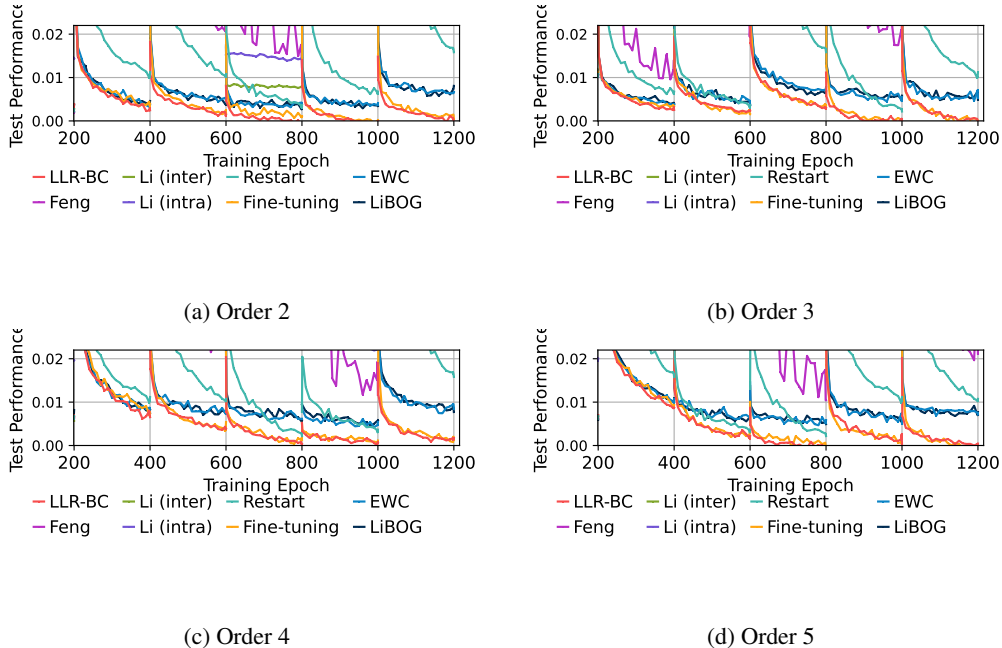 Test Performance
0.02
0.01
0.00
200 400 600 800 1000 1200
Training Epoch
LLR-BC Li (inter) Restart EWC
Feng Li (intra) Fine-tuning LiBOG
(a) Order 2
Test Performance
0.02
0.01
0.00
200 400 600 800 1000 1200
Training Epoch
LLR-BC Li (inter) Restart EWC
Feng Li (intra) Fine-tuning LiBOG
(b) Order 3
Test Performance
0.02
0.01
0.00
200 400 600 800 1000 1200
Training Epoch
LLR-BC Li (inter) Restart EWC
Feng Li (intra) Fine-tuning LiBOG
(c) Order 4
Test Performance
0.02
0.01
0.00
200 400 600 800 1000 1200
Training Epoch
LLR-BC Li (inter) Restart EWC
Feng Li (intra) Fine-tuning LiBOG
(d) Order 5